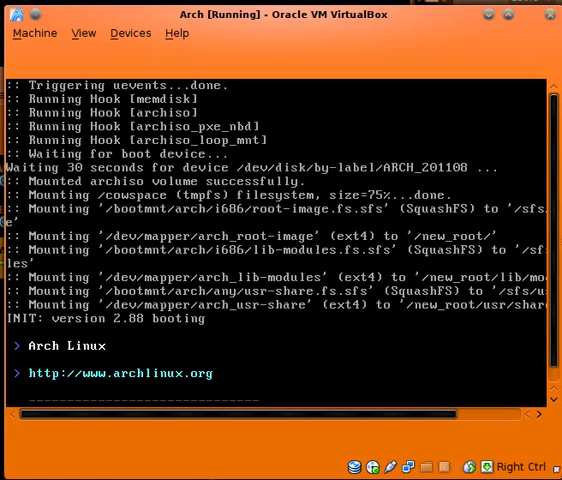 Arch [Running] - Oracle VM VirtualBox
Machine View Devices Help
:: Triggering uevents...done.
:: Running Hook [memdisk]
:: Running Hook [archiso]
:: Running Hook [archiso_pxe_nbd]
:: Running Hook [archiso_loop_mnt]
:: Waiting for boot device...
Waiting 30 seconds for device /dev/disk/by-label/ARCH_201108 ...
:: Mounted archiso volume successfully.
:: Mounting /cowspace (tmpfs) filesystem, size=75%...done.
:: Mounting '/bootmnt/arch/i686/root-image.fs.sfs' (SquashFS) to '/sfs
e'
:: Mounting '/dev/mapper/arch_root-image' (ext4) to '/new_root/'
:: Mounting '/bootmnt/arch/i686/lib-modules.fs.sfs' (SquashFS) to '/sf
les'
:: Mounting '/dev/mapper/arch_lib-modules' (ext4) to '/new_root/lib/mo
:: Mounting '/bootmnt/arch/any/usr-share.fs.sfs' (SquashFS) to '/sfs/u
:: Mounting '/dev/mapper/arch_usr-share' (ext4) to '/new_root/usr/share
INIT: version 2.88 booting
> Arch Linux
> http://www.archlinux.org
------------------------------
Right Ctrl